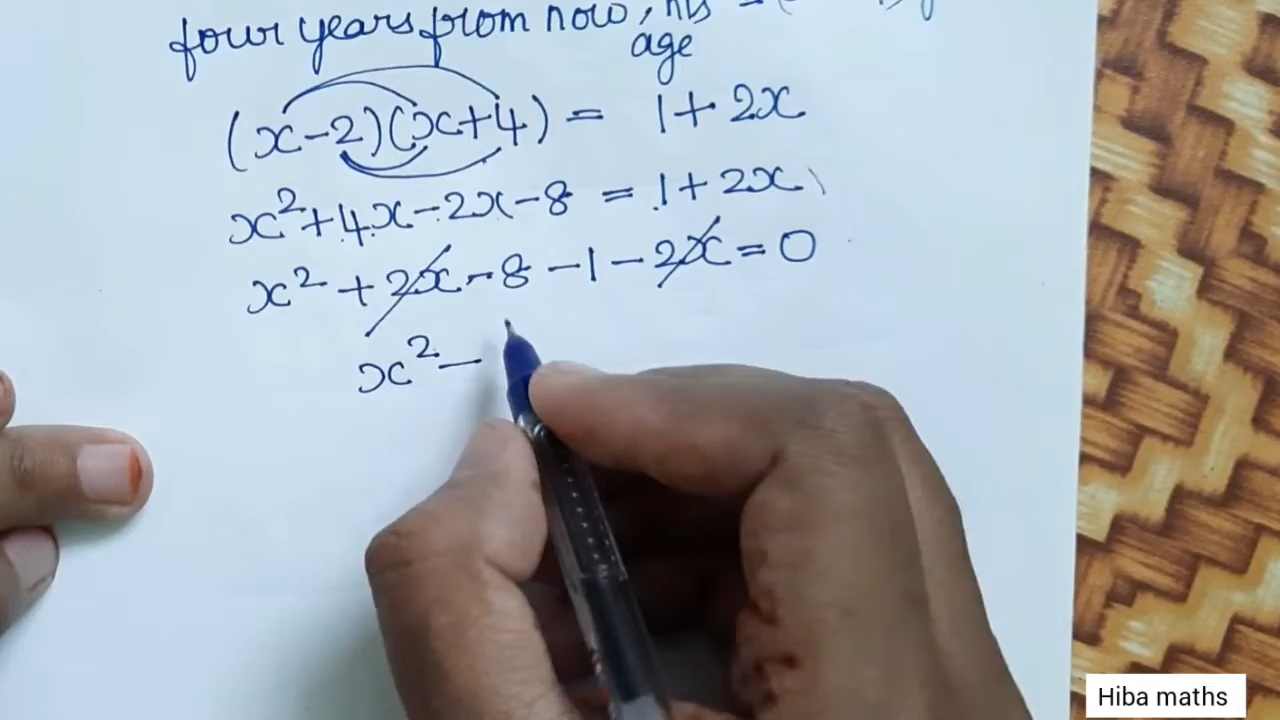 four years from now, his = (
age
(x-2)(x+4) = 1+2x
x²+4x-2x-8 = 1+2x
x²+2x-8-1-2x=0
x²-
Hiba maths